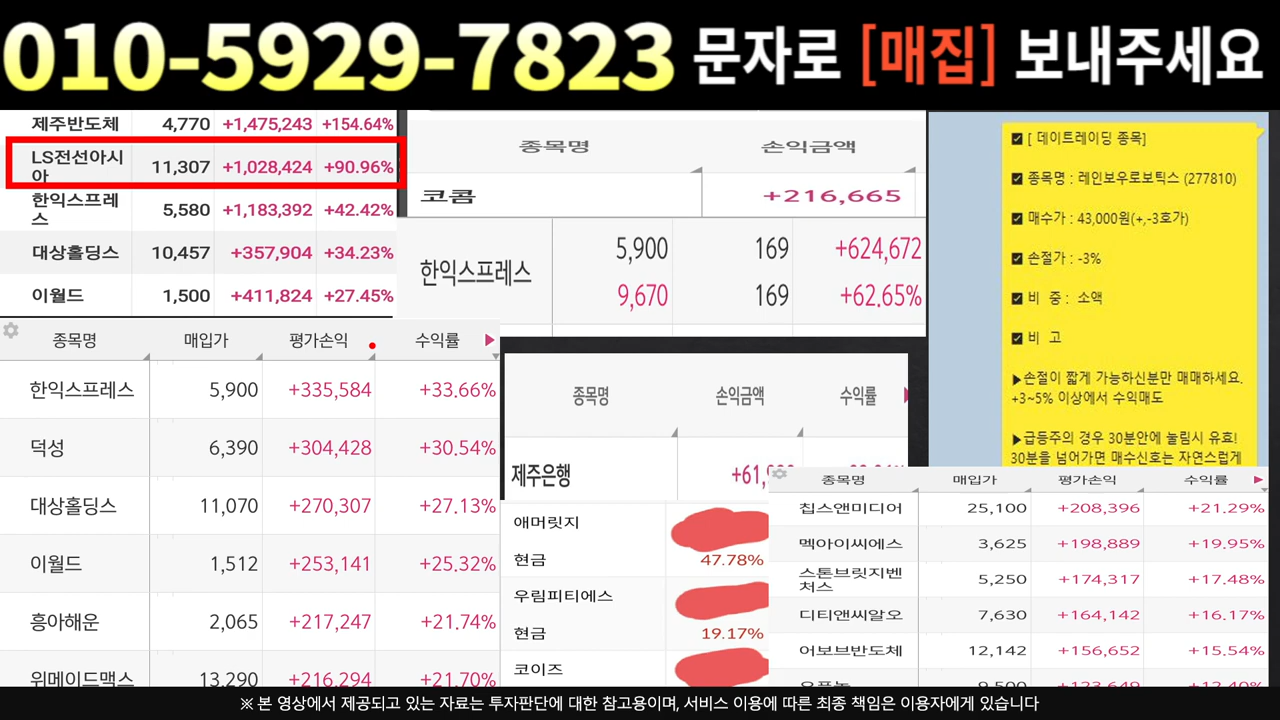 010-5929-7823 문자로 [매집] 보내주세요
제주반도체 4,770 +1,475,243 +154.64%
LS전선아시아 11,307 +1,028,424 +90.96%
한익스프레스 5,580 +1,183,392 +42.42%
대상홀딩스 10,457 +357,904 +34.23%
이월드 1,500 +411,824 +27.45%
종목명 손익금액
코콤 +216,665
한익스프레스 5,900 169 +624,672
9,670 169 +62.65%
☑ [ 데이트레이딩 종목]
☑ 종목명 : 레인보우로보틱스 (277810)
☑ 매수가 : 43,000원(+,-3호가)
☑ 손절가 : -3%
☑ 비 중 : 소액
☑ 비 고
▶손절이 짧게 가능하신분만 매매하세요.
+3~5% 이상에서 수익매도
▶급등주의 경우 30분안에 눌림시 유효!
30분을 넘어가면 매수신호는 자연스럽게
종목명 매입가 평가손익 수익률
한익스프레스 5,900 +335,584 +33.66%
덕성 6,390 +304,428 +30.54%
대상홀딩스 11,070 +270,307 +27.13%
이월드 1,512 +253,141 +25.32%
흥아해운 2,065 +217,247 +21.74%
위메이드맥스 13,290 +216,294 +21.70%
종목명 손익금액 수익률
제주은행
애머릿지
현금 47.78%
우림피티에스
현금 19.17%
코이즈
종목명 매입가 평가손익 수익률
칩스앤미디어 25,100 +208,396 +21.29%
멕아이씨에스 3,625 +198,889 +19.95%
스톤브릿지벤처스 5,250 +174,317 +17.48%
디티앤씨알오 7,630 +164,142 +16.17%
어보브반도체 12,142 +156,652 +15.54%
※ 본 영상에서 제공되고 있는 자료는 투자판단에 대한 참고용이며, 서비스 이용에 따른 최종 책임은 이용자에게 있습니다